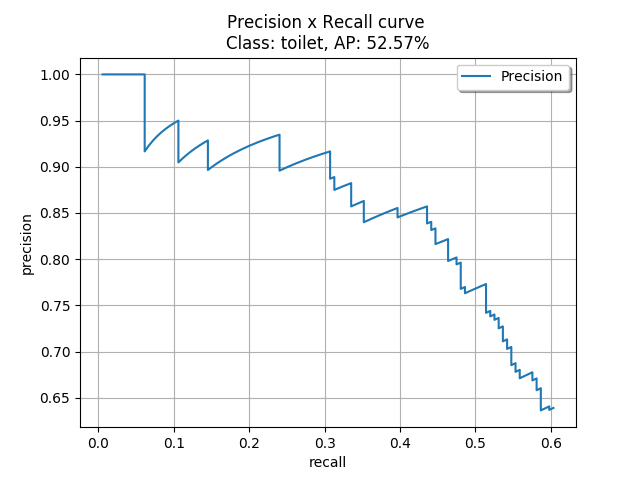 Precision x Recall curve
Class: toilet, AP: 52.57%
Precision
1.00
0.95
0.90
0.85
0.80
0.75
0.70
0.65
precision
0.0 0.1 0.2 0.3 0.4 0.5 0.6
recall